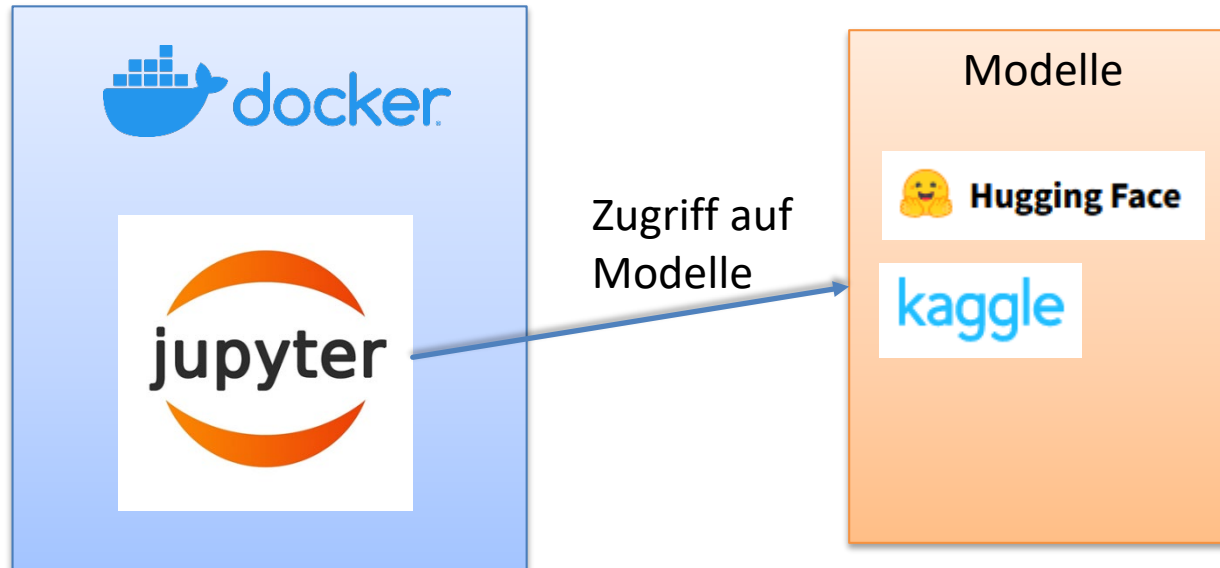 docker
jupyter
Zugriff auf
Modelle
Modelle
Hugging Face
kaggle